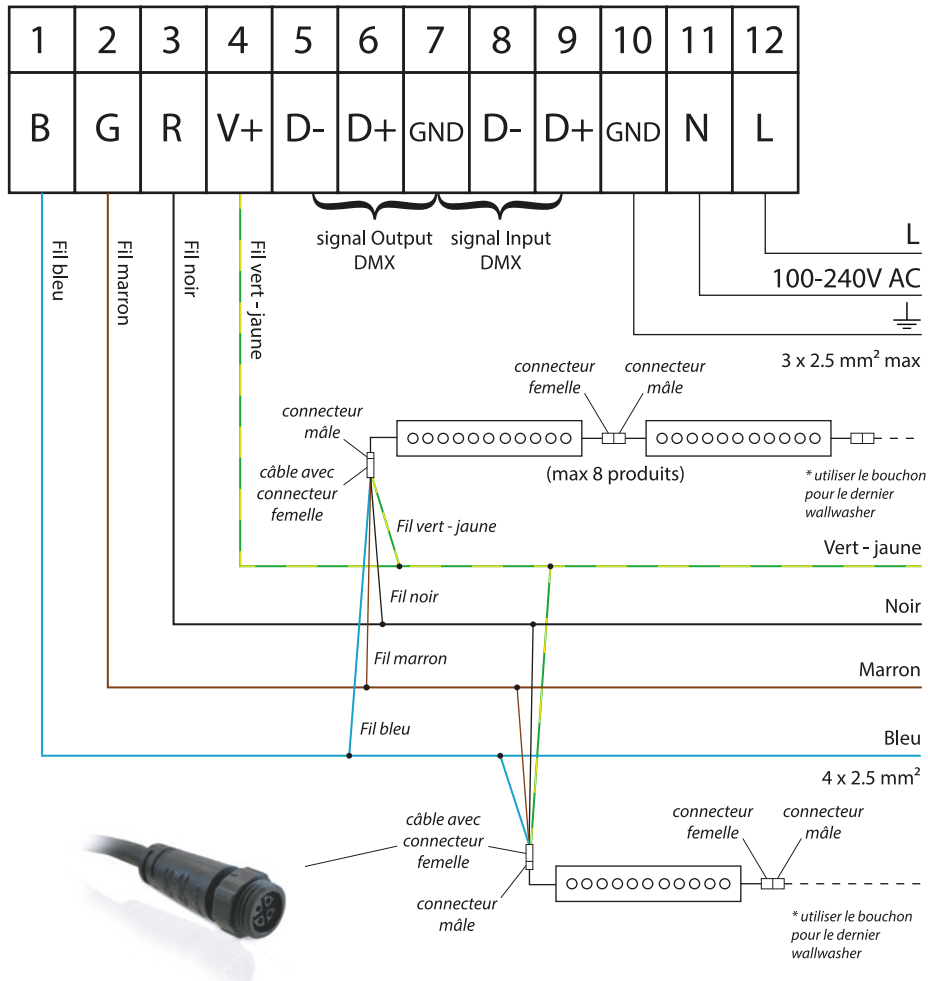 1 2 3 4 5 6 7 8 9 10 11 12
B G R V+ D- D+ GND D- D+ GND N L
Fil bleu
Fil marron
Fil noir
Fil vert - jaune
signal Output
DMX
signal Input
DMX
L
100-240V AC
3 x 2.5 mm² max
connecteur
femelle
connecteur
mâle
connecteur
mâle
câble avec
connecteur
femelle
(max 8 produits)
* utiliser le bouchon
pour le dernier
wallwasher
Fil vert - jaune
Vert - jaune
Fil noir
Noir
Fil marron
Marron
Fil bleu
Bleu
4 x 2.5 mm²
câble avec
connecteur
femelle
connecteur
mâle
connecteur
femelle
connecteur
mâle
* utiliser le bouchon
pour le dernier
wallwasher